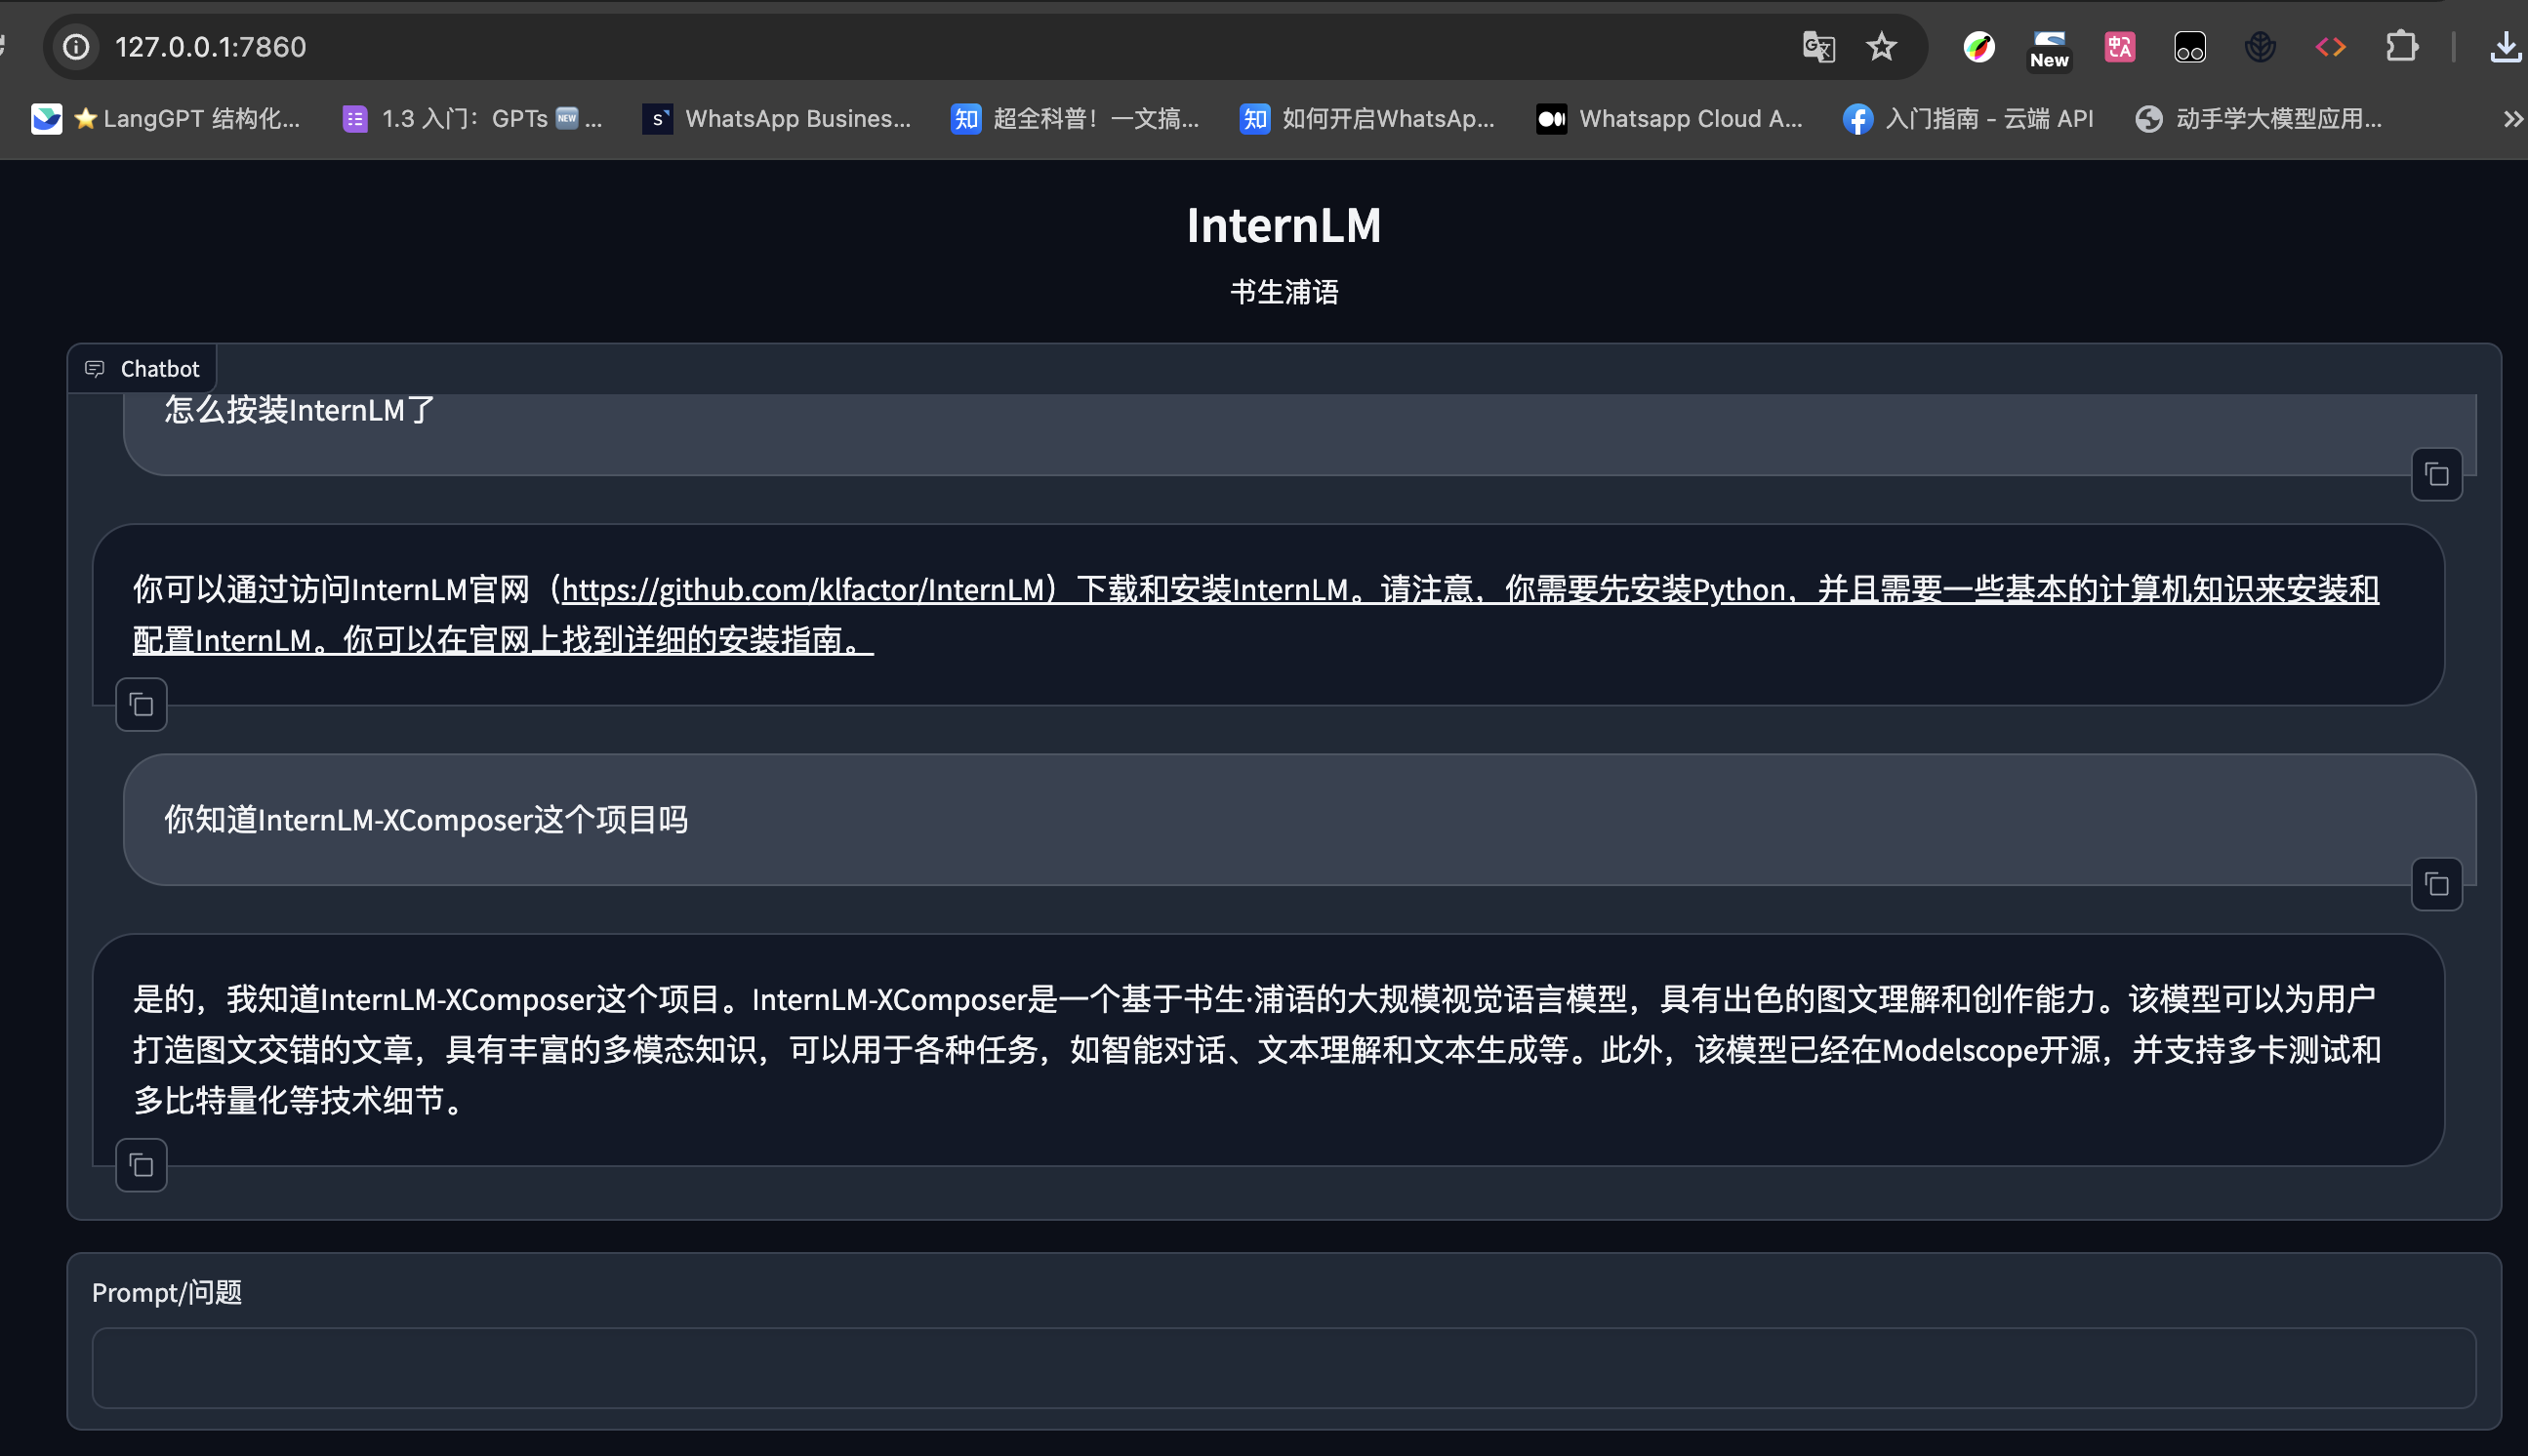 127.0.0.1:7860
New
LangGPT 结构化...
1.3 入门：GPTs NEW ...
WhatsApp Busines...
知 超全科普！一文搞...
知 如何开启WhatsAp...
Whatsapp Cloud A...
入门指南 - 云端 API
动手学大模型应用...
InternLM
书生浦语
Chatbot
怎么按装InternLM了
你可以通过访问InternLM官网（https://github.com/klfactor/InternLM）下载和安装InternLM。请注意，你需要先安装Python，并且需要一些基本的计算机知识来安装和
配置InternLM。你可以在官网上找到详细的安装指南。
你知道InternLM-XComposer这个项目吗
是的，我知道InternLM-XComposer这个项目。InternLM-XComposer是一个基于书生·浦语的大规模视觉语言模型，具有出色的图文理解和创作能力。该模型可以为用户
打造图文交错的文章，具有丰富的多模态知识，可以用于各种任务，如智能对话、文本理解和文本生成等。此外，该模型已经在Modelscope开源，并支持多卡测试和
多比特量化等技术细节。
Prompt/问题